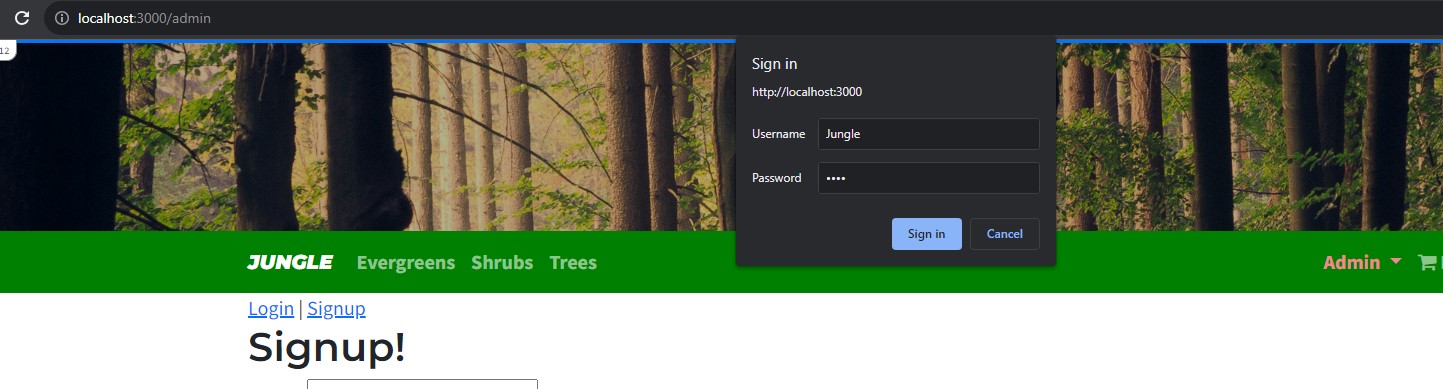 localhost:3000/admin
12
Sign in
http://localhost:3000
Username Jungle
Password ••••
Sign in Cancel
JUNGLE Evergreens Shrubs Trees Admin
Login | Signup
Signup!